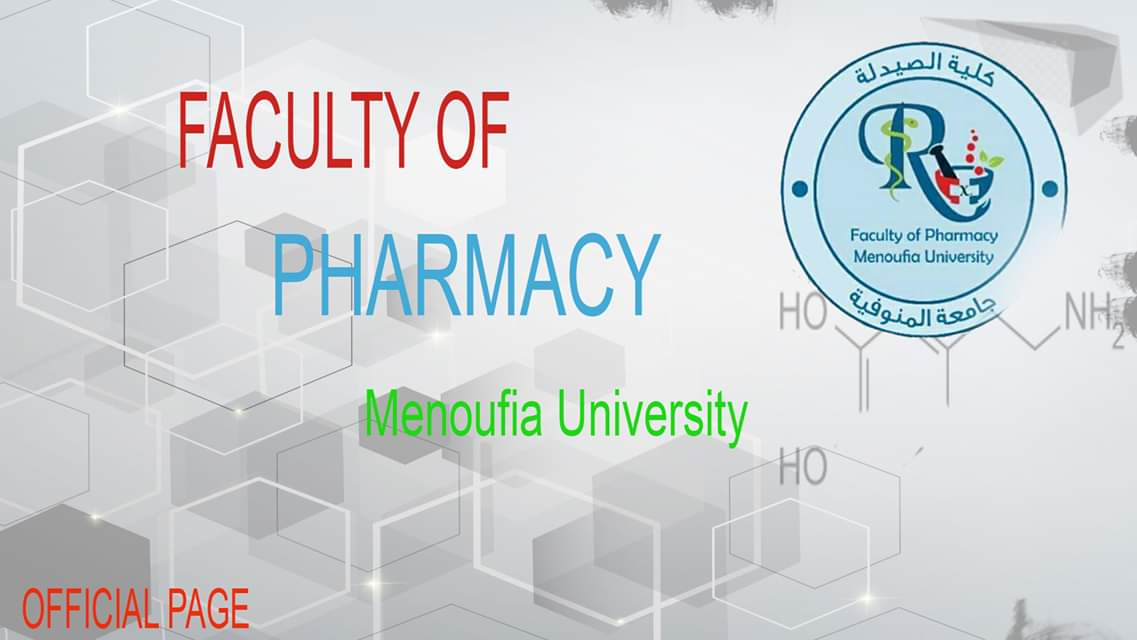 FACULTY OF
PHARMACY
Menoufia University
OFFICIAL PAGE
كلية الصيدلة
R
x
Faculty of Pharmacy
Menoufia University
جامعة المنوفية
HO
NH2
HO